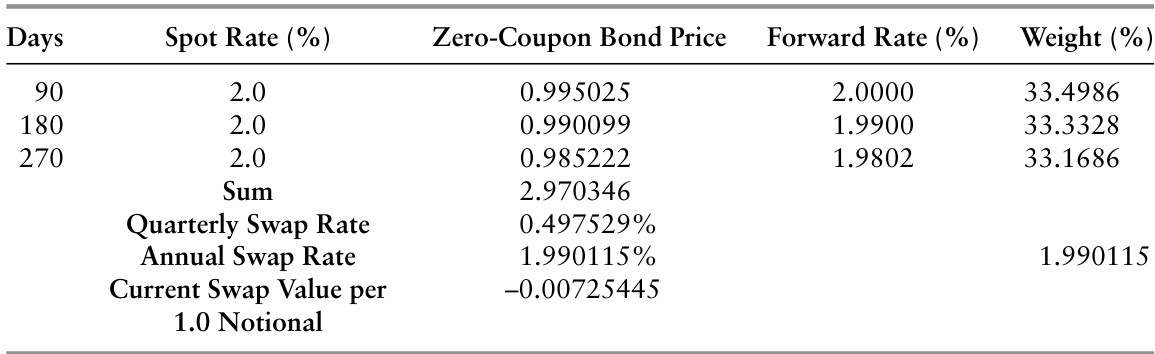 Days Spot Rate (%) Zero-Coupon Bond Price Forward Rate (%) Weight (%)
90 2.0 0.995025 2.0000 33.4986
180 2.0 0.990099 1.9900 33.3328
270 2.0 0.985222 1.9802 33.1686
Sum 2.970346
Quarterly Swap Rate 0.497529%
Annual Swap Rate 1.990115% 1.990115
Current Swap Value per –0.00725445
1.0 Notional